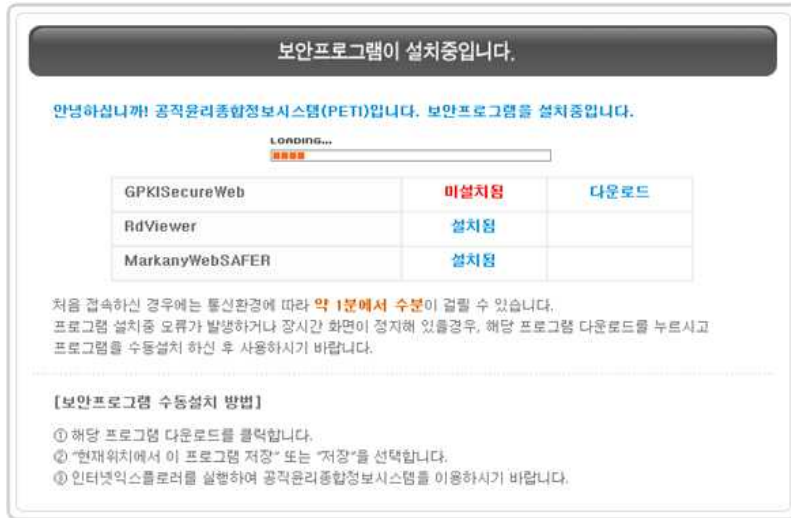 보안프로그램이 설치중입니다.
안녕하십니까! 공직윤리종합정보시스템(PETI)입니다. 보안프로그램을 설치중입니다.
LOADING...
GPKISecureWeb 미설치됨 다운로드
RdViewer 설치됨
MarkanyWebSAFER 설치됨
처음 접속하신 경우에는 통신환경에 따라 약 1분에서 수분이 걸릴 수 있습니다.
프로그램 설치중 오류가 발생하거나 장시간 화면이 정지해 있을경우, 해당 프로그램 다운로드를 누르시고
프로그램을 수동설치 하신 후 사용하시기 바랍니다.
[보안프로그램 수동설치 방법]
① 해당 프로그램 다운로드를 클릭합니다.
② "현재위치에서 이 프로그램 저장" 또는 "저장"을 선택합니다.
③ 인터넷익스플로러를 실행하여 공직윤리종합정보시스템를 이용하시기 바랍니다.